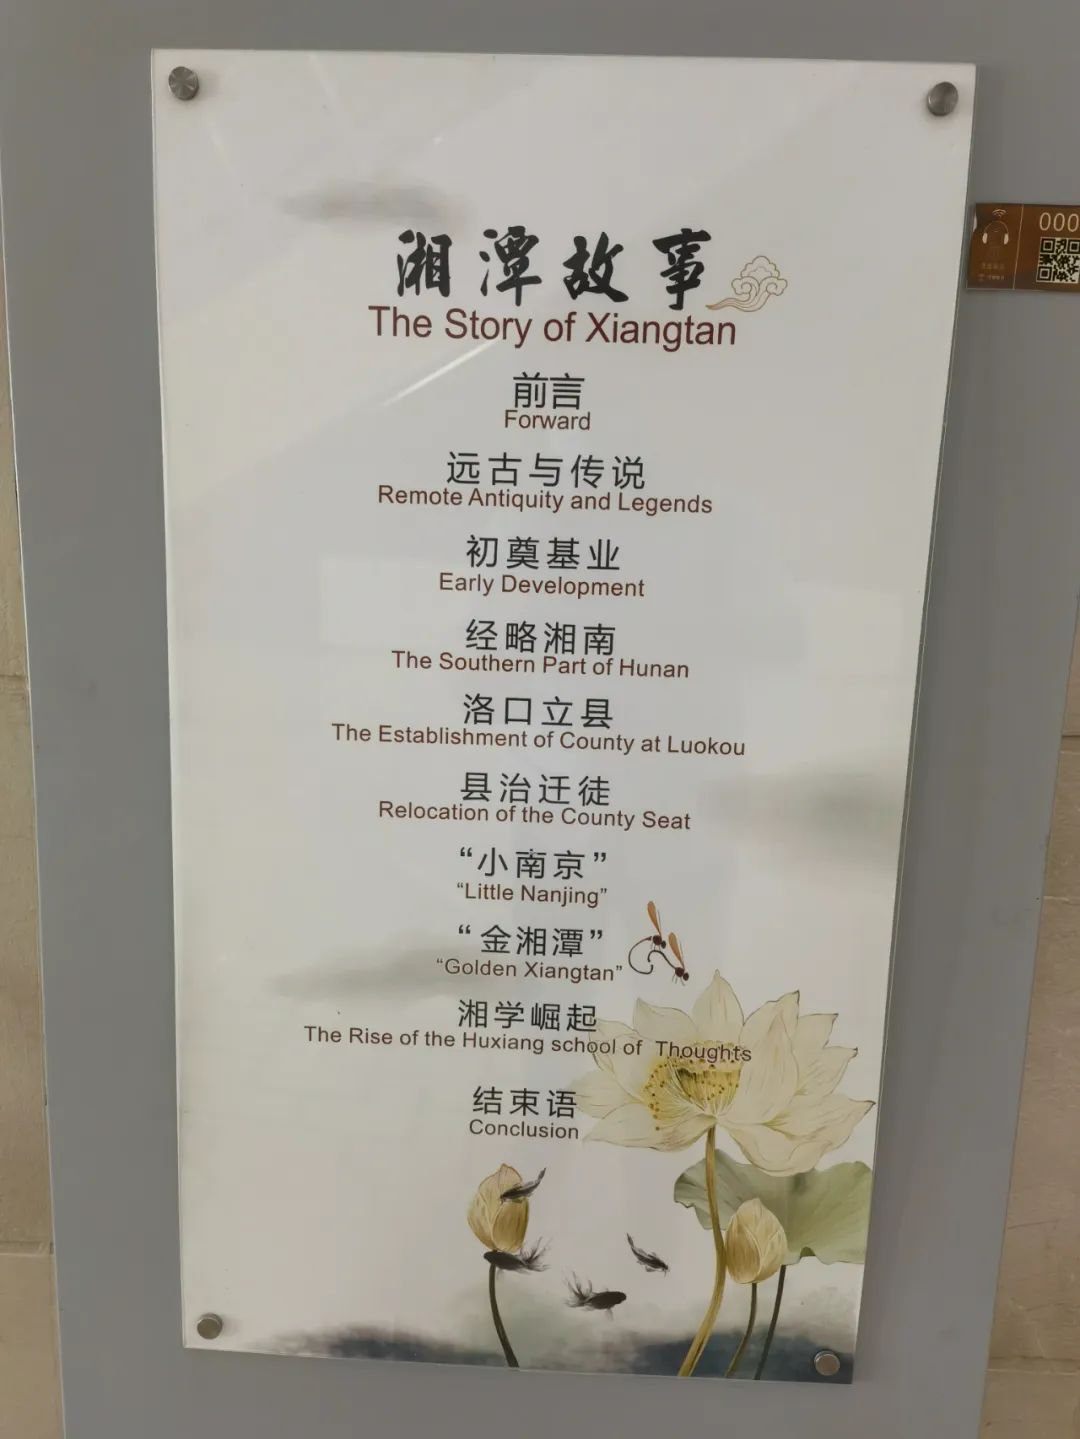 湘潭故事
The Story of Xiangtan
前言
Forward
远古与传说
Remote Antiquity and Legends
初奠基业
Early Development
经略湘南
The Southern Part of Hunan
洛口立县
The Establishment of County at Luokou
县治迁徒
Relocation of the County Seat
“小南京”
“Little Nanjing”
“金湘潭”
“Golden Xiangtan”
湘学崛起
The Rise of the Huxiang school of Thoughts
结束语
Conclusion
000